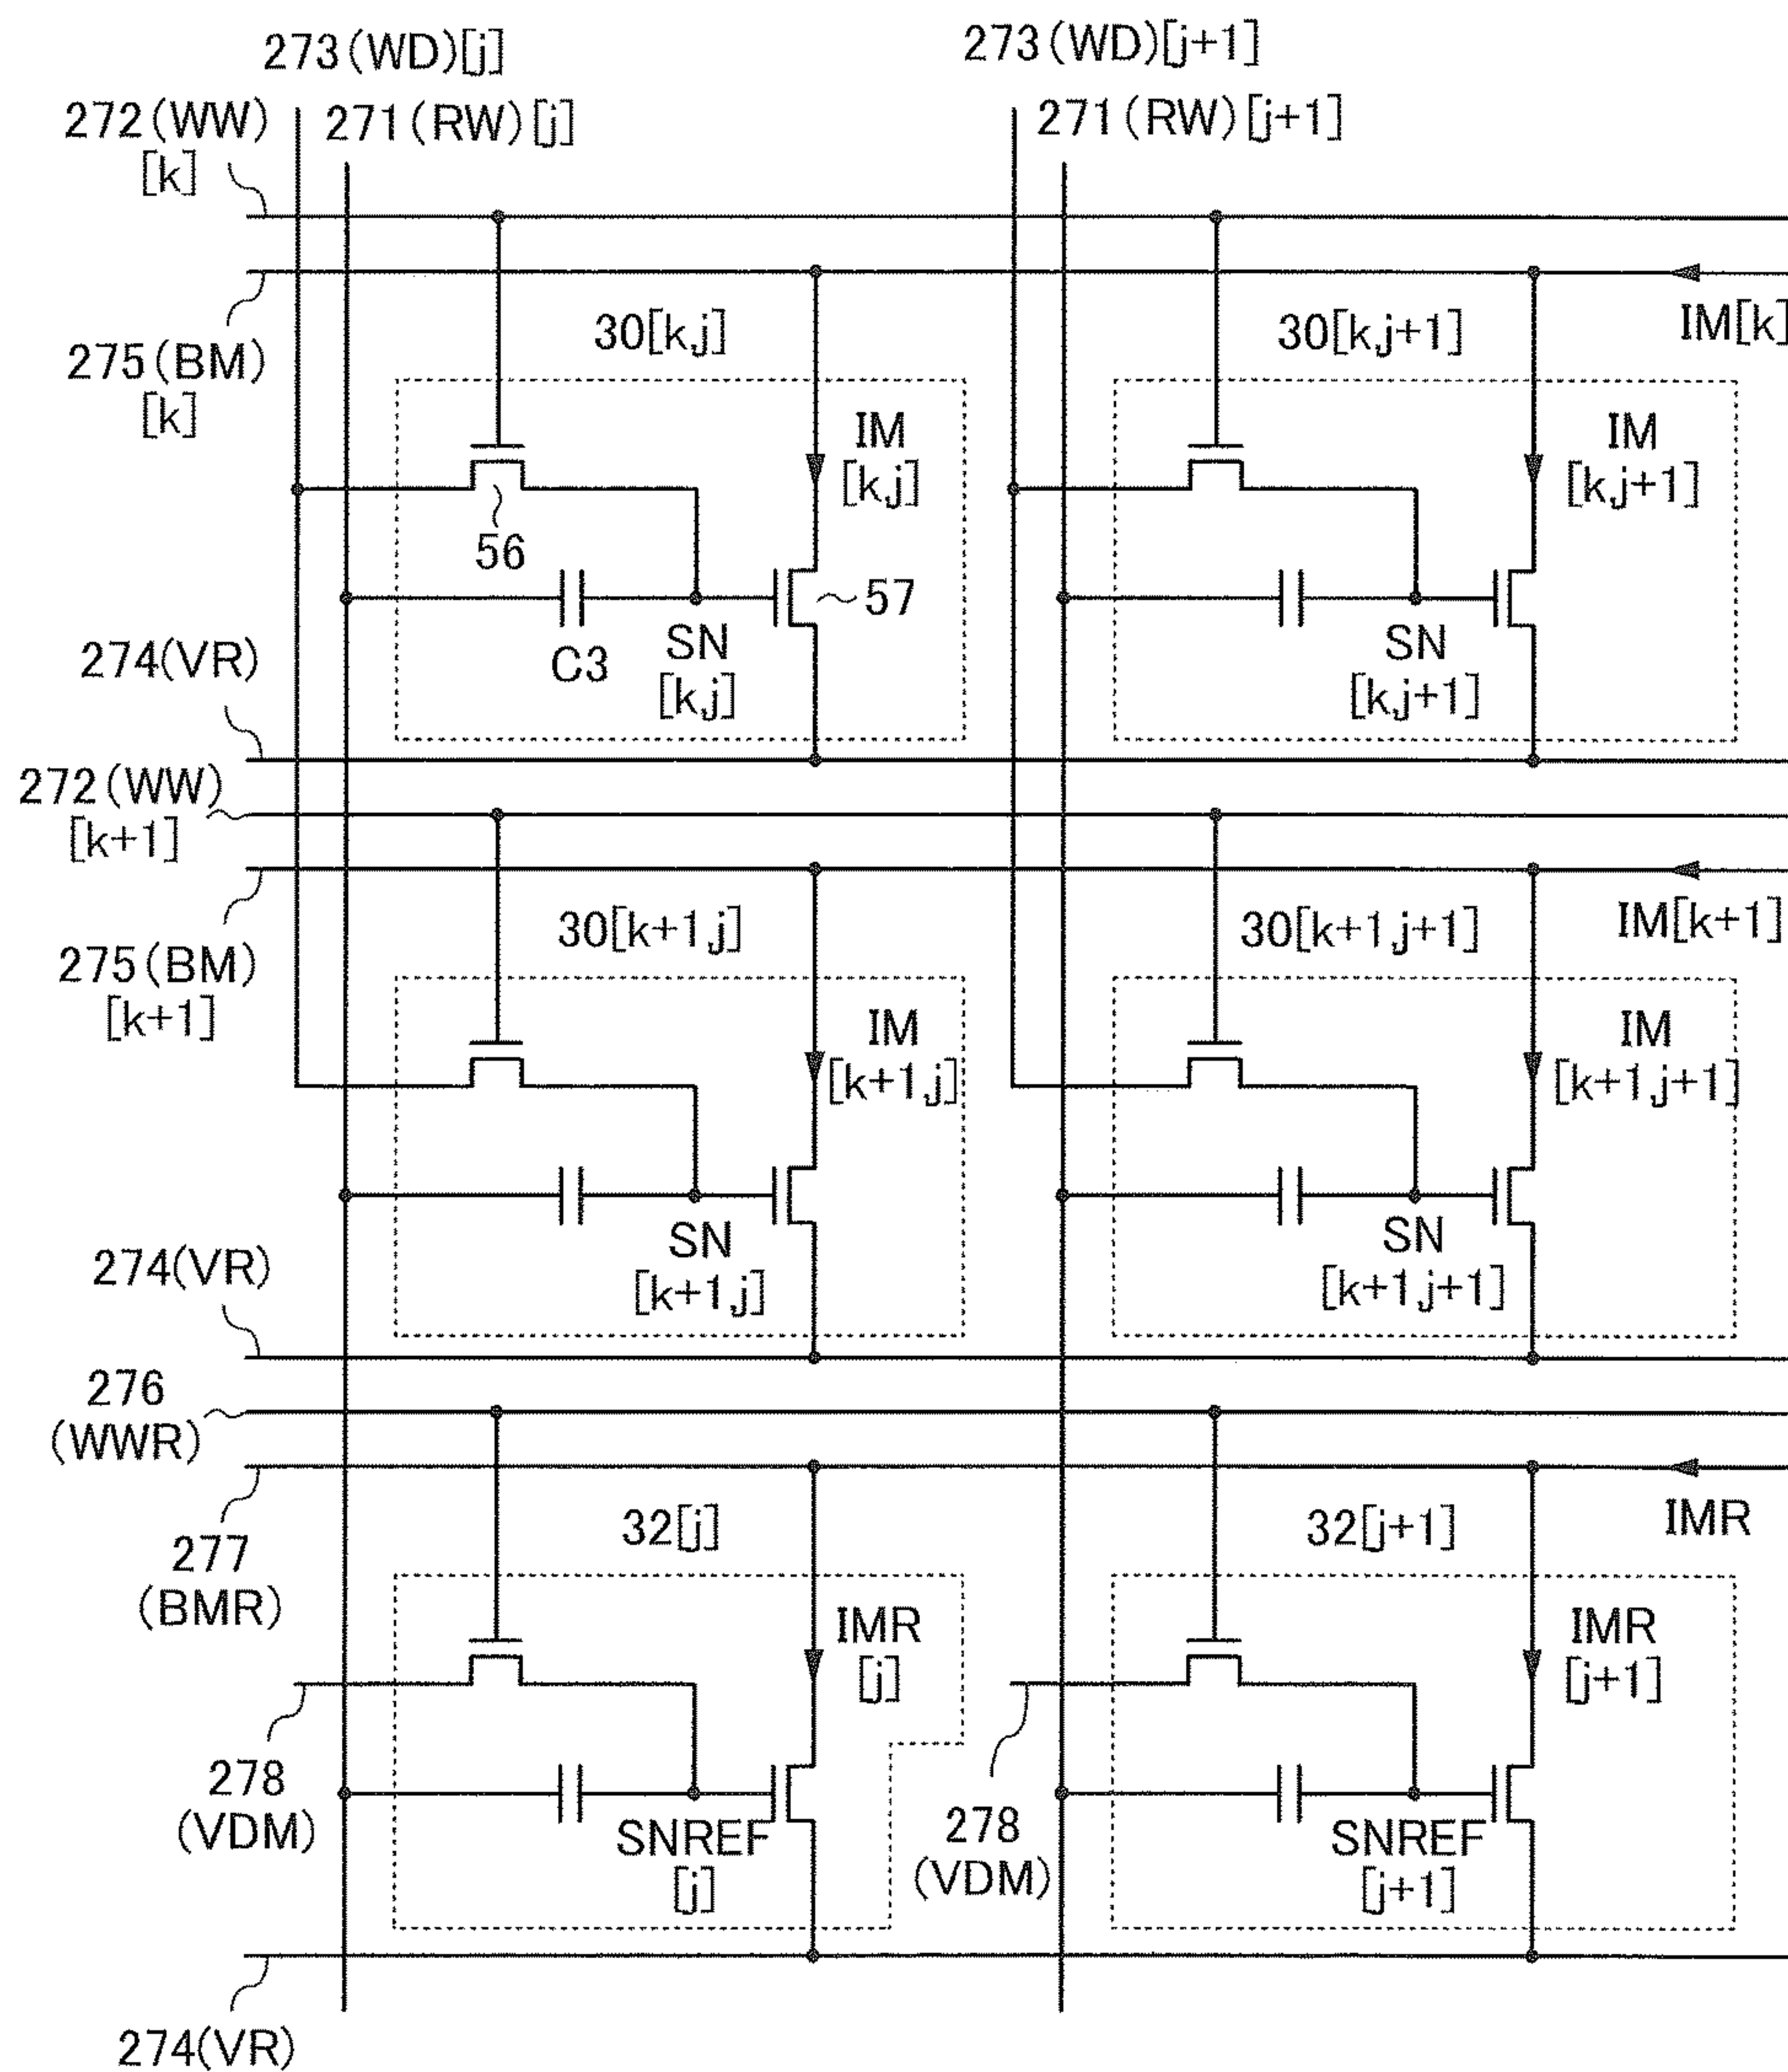 273(WD)[j]
273(WD)[j+1]
272(WW)
[k]
271(RW)[j]
271(RW)[j+1]
275(BM)
[k]
30[k,j]
30[k,j+1]
IM[k]
IM
[k,j]
IM
[k,j+1]
56
57
C3
SN
[k,j]
SN
[k,j+1]
274(VR)
272(WW)
[k+1]
275(BM)
[k+1]
30[k+1,j]
30[k+1,j+1]
IM[k+1]
IM
[k+1,j]
IM
[k+1,j+1]
SN
[k+1,j]
SN
[k+1,j+1]
274(VR)
276
(WWR)
277
(BMR)
32[j]
32[j+1]
IMR
IMR
[j]
IMR
[j+1]
278
(VDM)
SNREF
[j]
278
(VDM)
SNREF
[j+1]
274(VR)